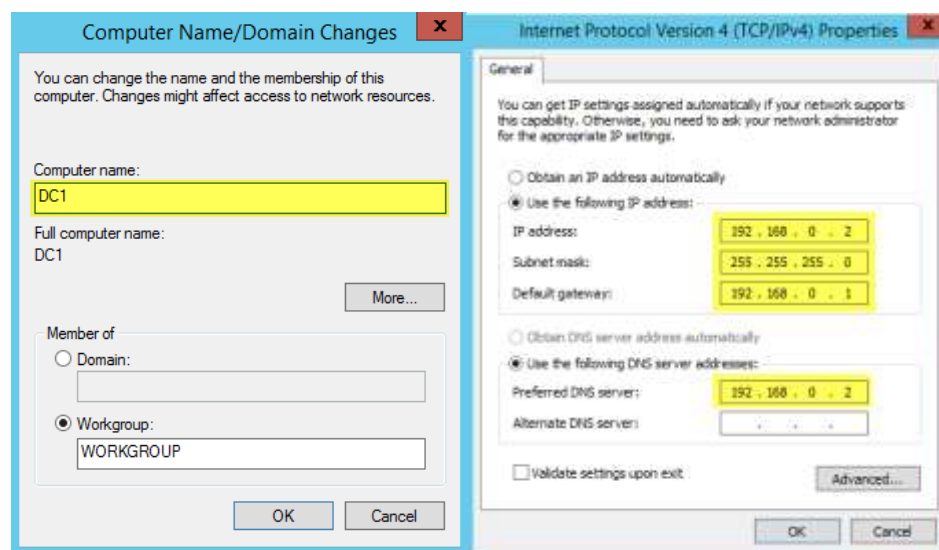 Computer Name/Domain Changes
x
You can change the name and the membership of this
computer. Changes might affect access to network resources.
Computer name:
DC1
Full computer name:
DC1
More...
Member of
Domain:
Workgroup:
WORKGROUP
OK
Cancel
Internet Protocol Version 4 (TCP/IPv4) Properties
x
General
You can get IP settings assigned automatically if your network supports
this capability. Otherwise, you need to ask your network administrator
for the appropriate IP settings.
Obtain an IP address automatically
Use the following IP address:
IP address:
192 . 168 . 0 . 2
Subnet mask:
255 . 255 . 255 . 0
Default gateway:
192 . 168 . 0 . 1
Obtain DNS server address automatically
Use the following DNS server addresses:
Preferred DNS server:
192 . 168 . 0 . 2
Alternate DNS server:
. . .
Validate settings upon exit
Advanced...
OK
Cancel